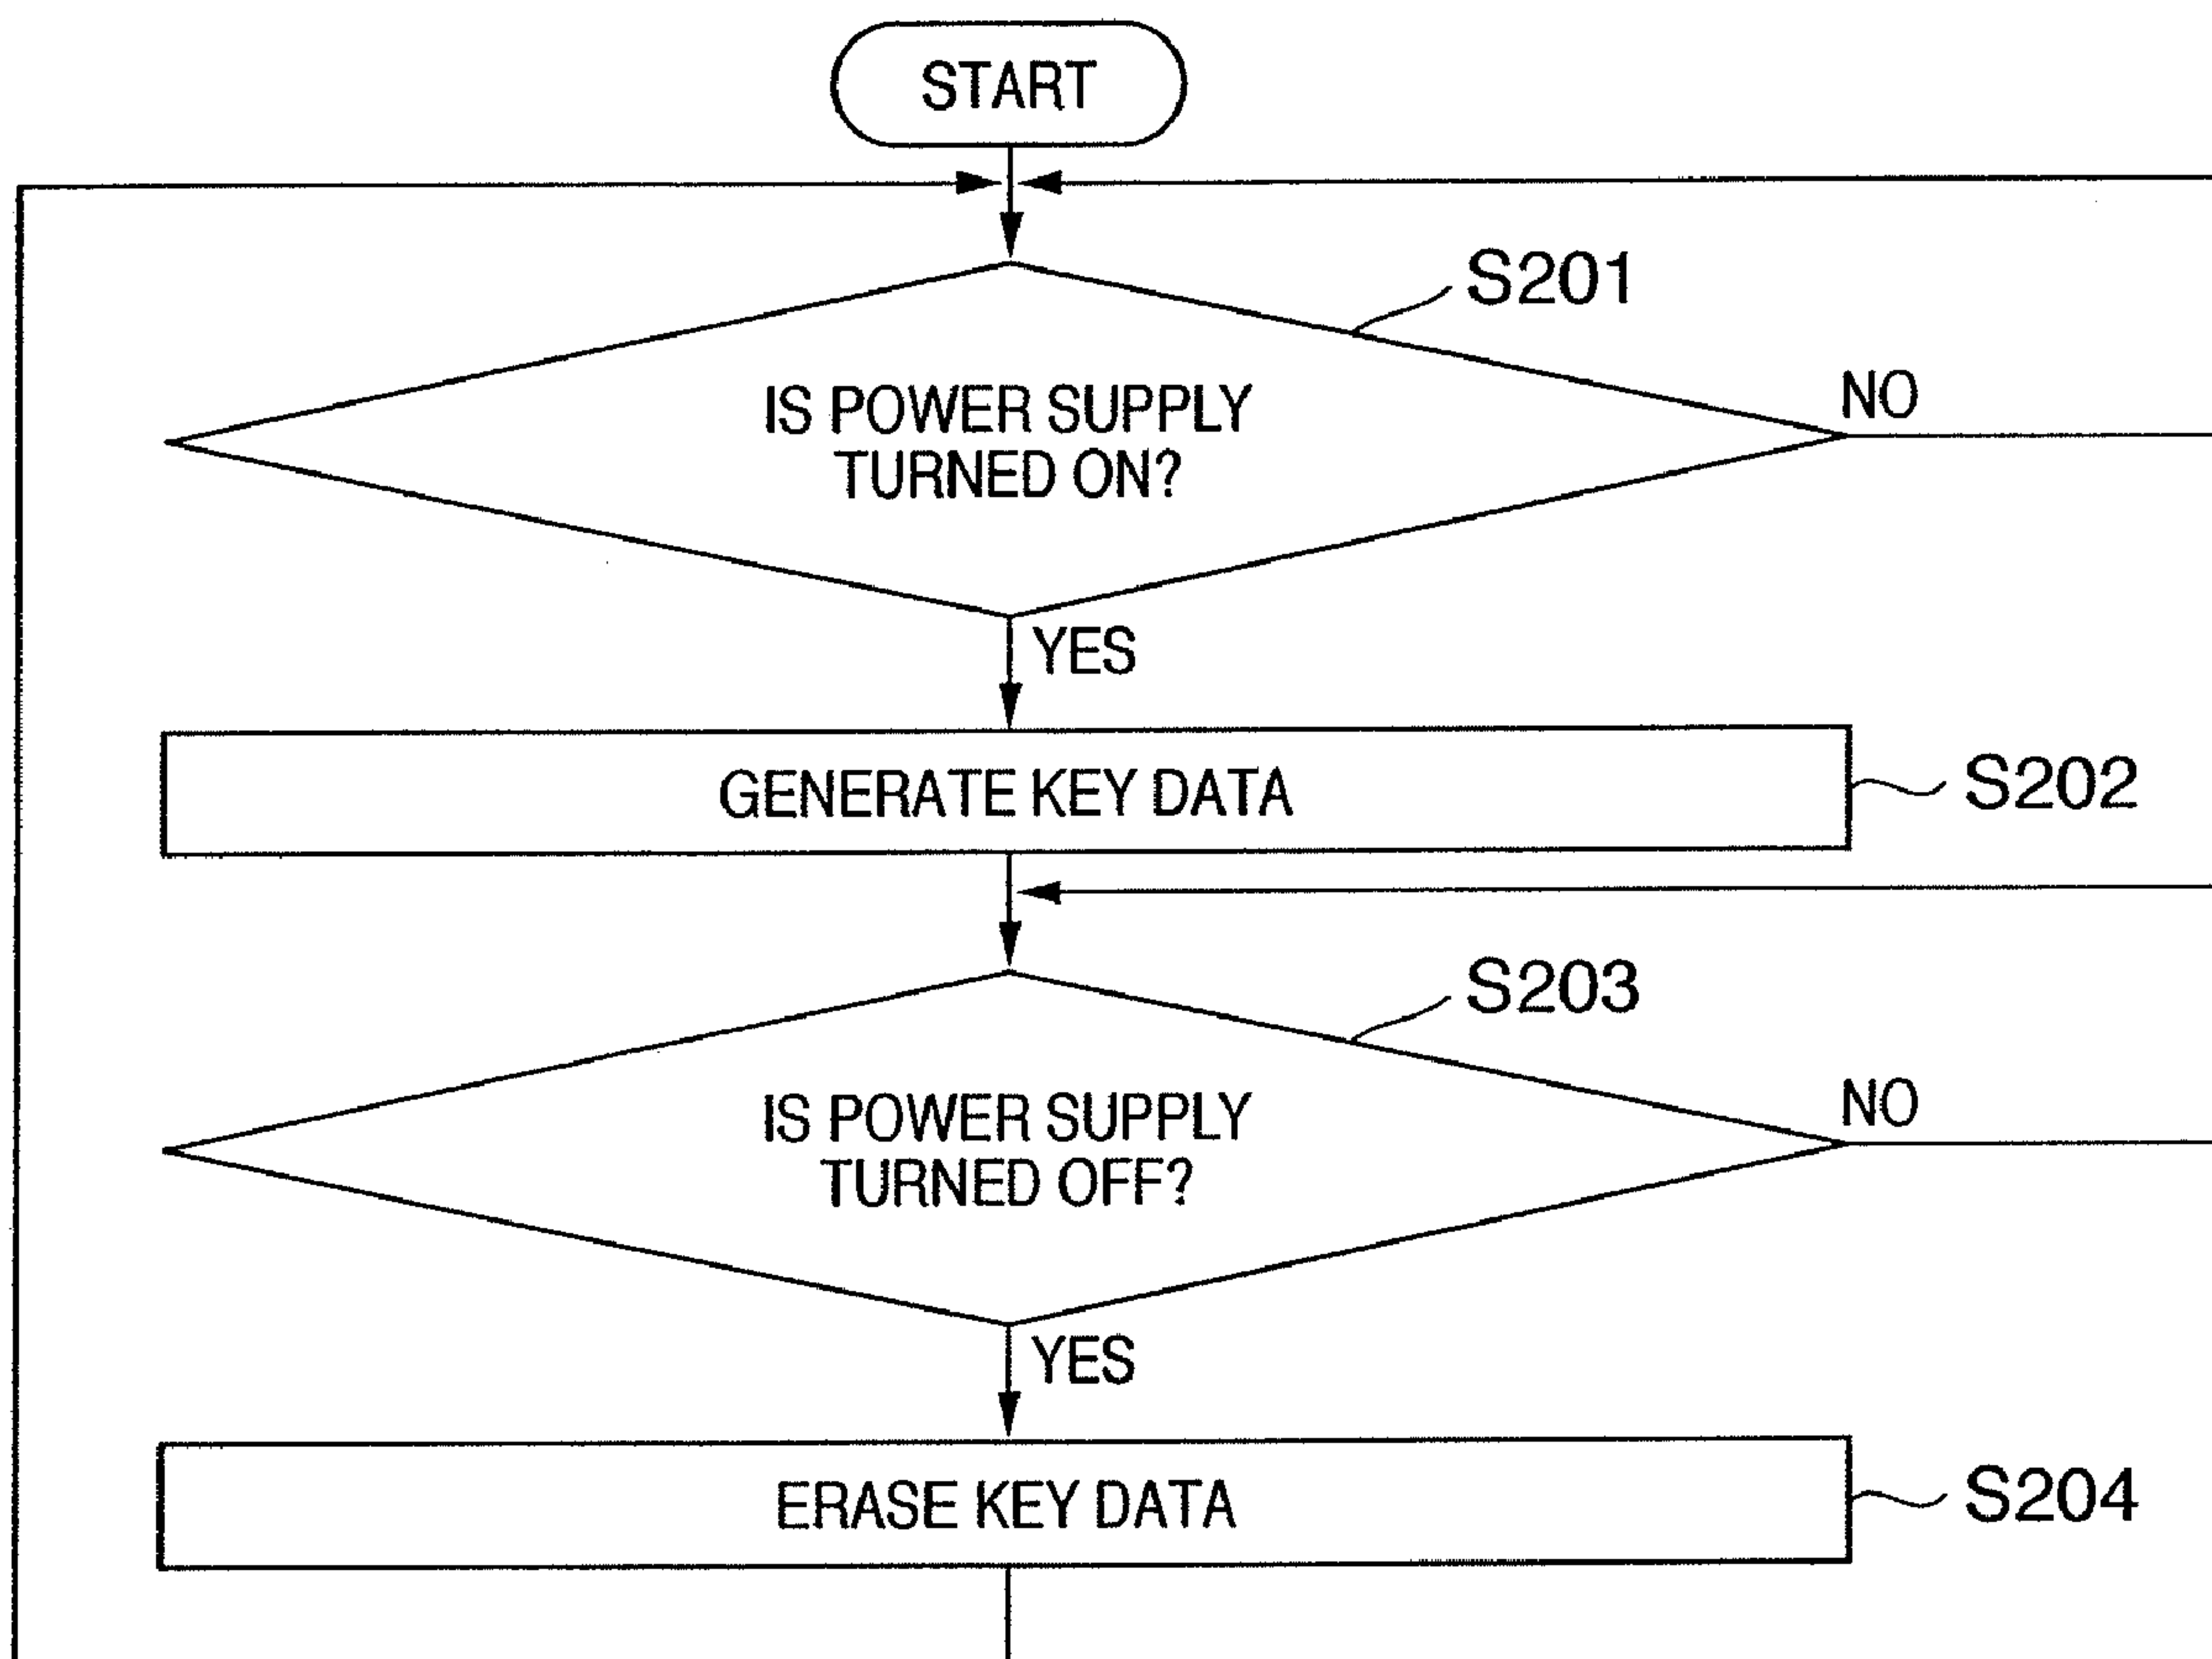 START
S201
IS POWER SUPPLY
TURNED ON?
NO
YES
GENERATE KEY DATA
S202
S203
IS POWER SUPPLY
TURNED OFF?
NO
YES
ERASE KEY DATA
S204